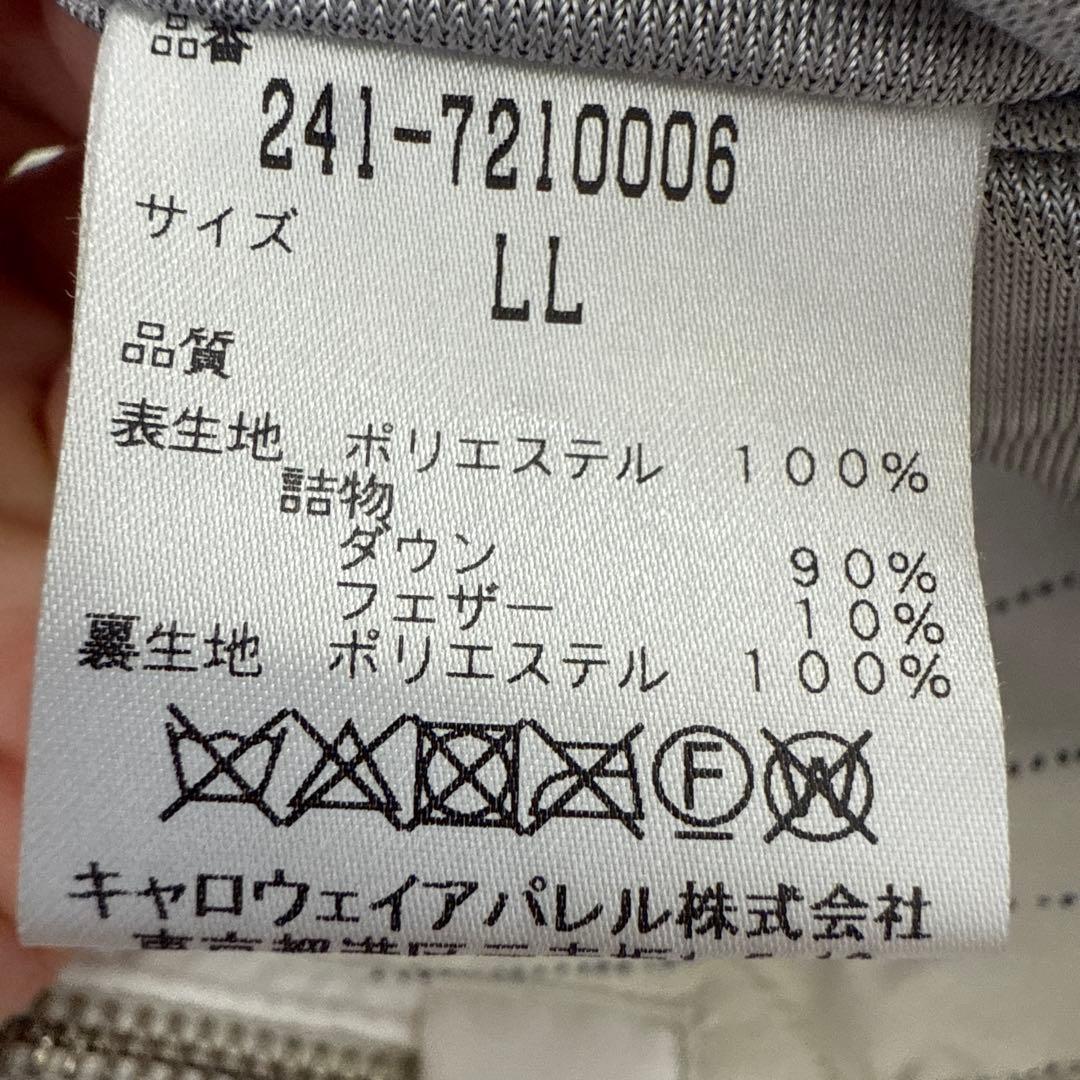 品番
241-7210006
サイズ
LL
品質
表生地 ポリエステル 100%
詰物
ダウン 90%
フェザー 10%
裏生地 ポリエステル 100%
F W
キャロウェイアパレル株式会社